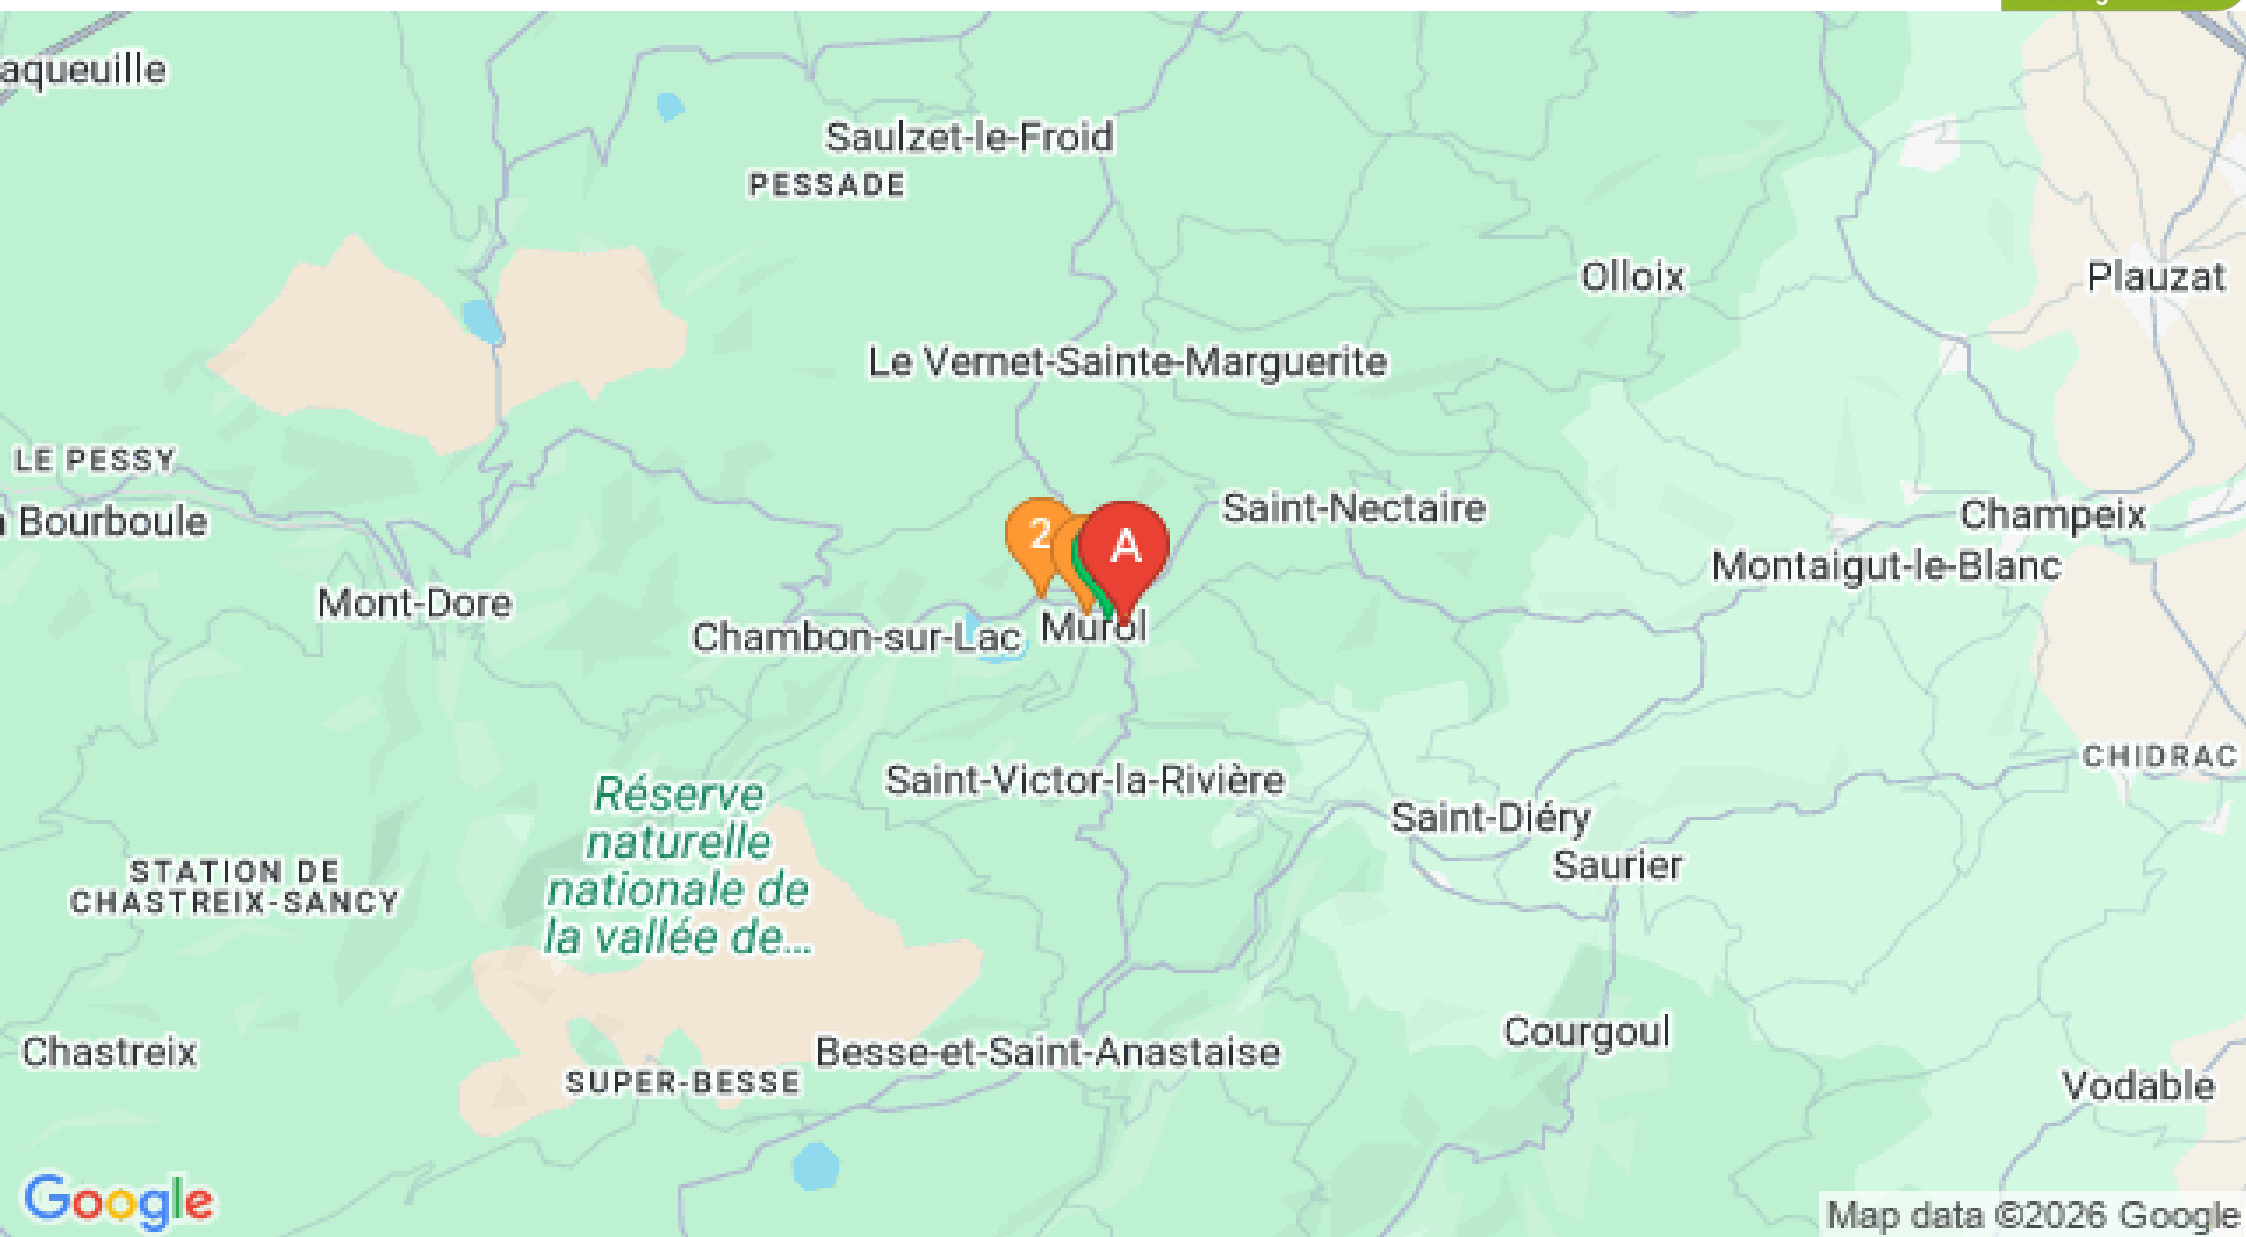 aqueuille
Saulzet-le-Froid
PESSADE
Olloix
Plauzat
Le Vernet-Sainte-Marguerite
LE PESSY
Bourboule
Saint-Nectaire
Champeix
2
A
Montaigut-le-Blanc
Mont-Dore
Chambon-sur-Lac
Murol
CHIDRAC
Saint-Victor-la-Rivière
Réserve
naturelle
nationale de
la vallée de...
Saint-Diéry
Saurier
STATION DE
CHASTREIX-SANCY
Courgoul
Chastreix
Besse-et-Saint-Anastaise
SUPER-BESSE
Vodable
Google
Map data ©2026 Google